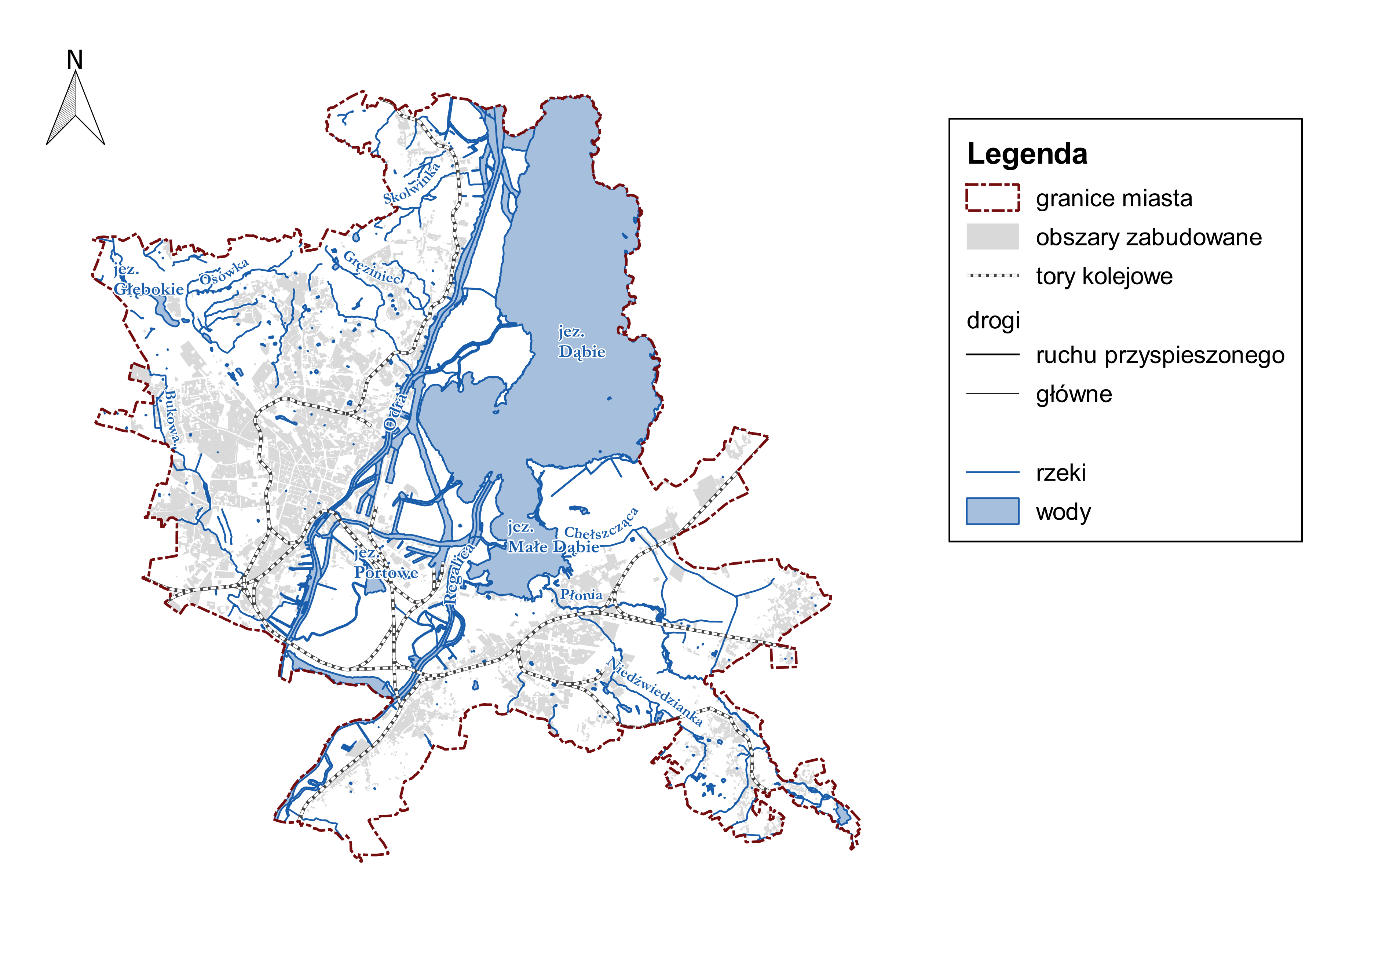 N
Skolwinka
jez.
Głębokie
Osówka
Gręziniec
jez.
Dąbie
Bukowa
Odra
jez.
Małe Dąbie
Chełszcząca
jez.
Portowe
Regalica
Płonia
Niedźwiedzianka
Legenda
granice miasta
obszary zabudowane
tory kolejowe
drogi
ruchu przyspieszonego
główne
rzeki
wody